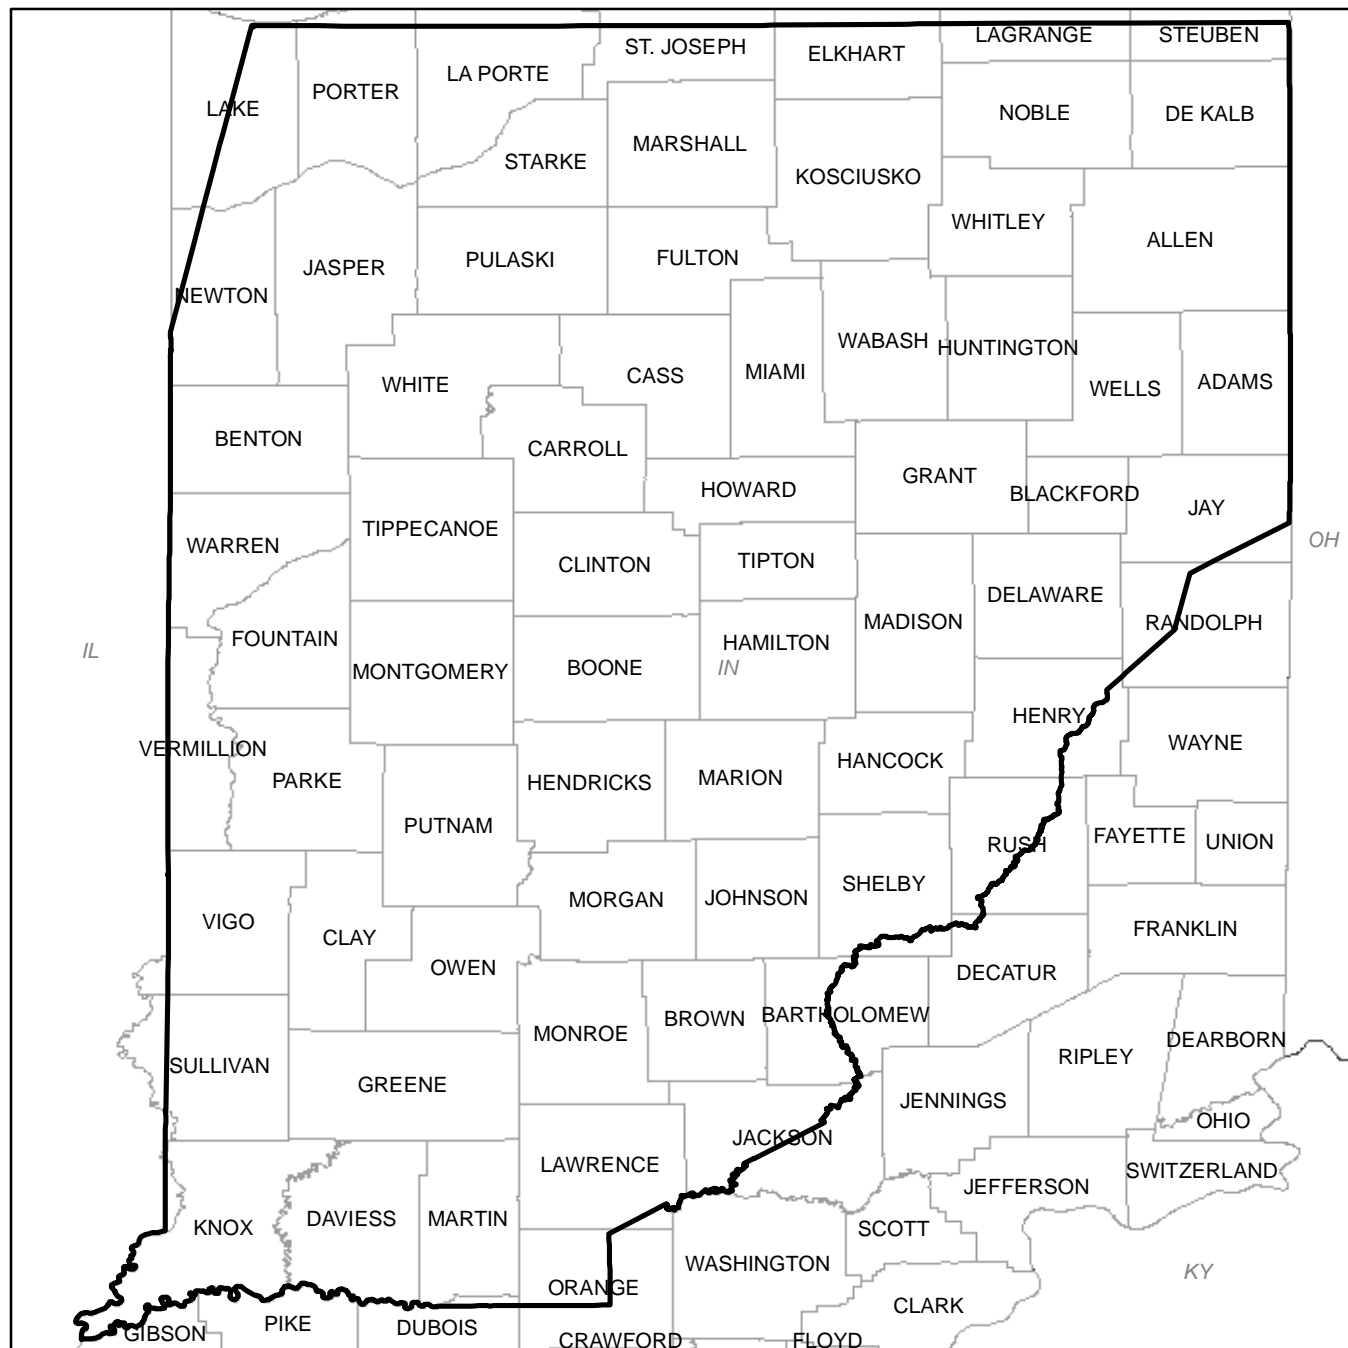 LAGRANGE
STEUBEN
ST. JOSEPH
ELKHART
LA PORTE
PORTER
LAKE
NOBLE
DE KALB
MARSHALL
STARKE
KOSCIUSKO
WHITLEY
ALLEN
PULASKI
FULTON
JASPER
NEWTON
WABASH
HUNTINGTON
MIAMI
CASS
WHITE
WELLS
ADAMS
BENTON
CARROLL
GRANT
HOWARD
BLACKFORD
JAY
TIPPECANOE
OH
WARREN
CLINTON
TIPTON
DELAWARE
MADISON
RANDOLPH
FOUNTAIN
HAMILTON
IL
MONTGOMERY
BOONE
IN
HENRY
WAYNE
VERMILLION
HANCOCK
PARKE
HENDRICKS
MARION
PUTNAM
RUSH
FAYETTE
UNION
SHELBY
MORGAN
JOHNSON
VIGO
CLAY
FRANKLIN
OWEN
DECATUR
MONROE
BROWN
BARTHOLOMEW
DEARBORN
RIPLEY
SULLIVAN
GREENE
JENNINGS
OHIO
JACKSON
LAWRENCE
SWITZERLAND
JEFFERSON
KNOX
DAVIESS
MARTIN
SCOTT
WASHINGTON
KY
ORANGE
CLARK
GIBSON
PIKE
DUBOIS
CRAWFORD
FLOYD